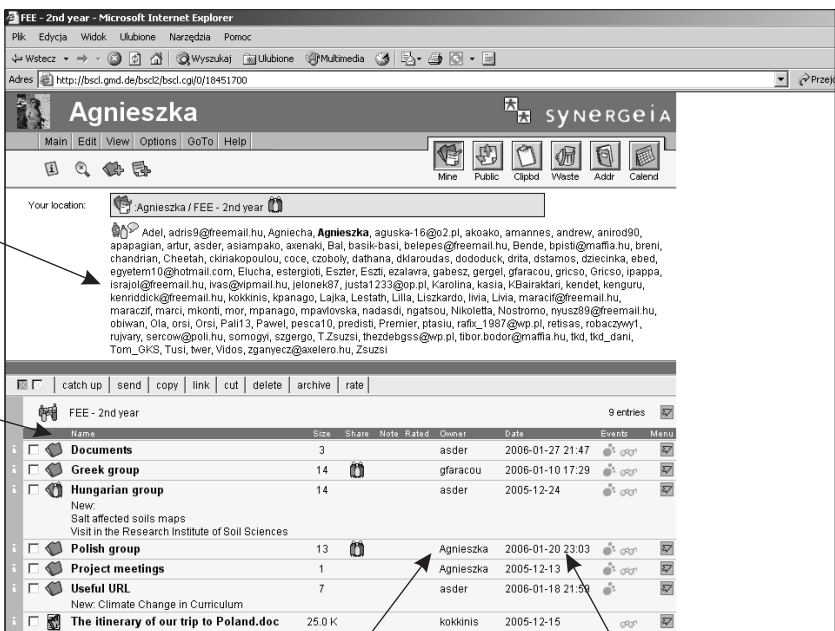 FEE - 2nd year - Microsoft Internet Explorer
Plik Edycja Widok Ulubione Narzędzia Pomoc
Wstecz Wyszukaj Ulubione Multimedia
Adres http://bscl.gmd.de/bscl2/bscl.cgi/0/18451700 Przejdź
Agnieszka synergeia
Main Edit View Options GoTo Help
Mine Public Clipbd Waste Addr Calend
Your location: :Agnieszka / FEE - 2nd year
Adel, adris9@freemail.hu, Agniecha, Agnieszka, aguska-16@o2.pl, akoako, amannes, andrew, anirod90,
apapagian, artur, asder, asiampako, axenaki, Bal, basik-basi, belepes@freemail.hu, Bende, bpisti@maffia.hu, breni,
chandrian, Cheetah, ckiriakopoulou, coce, czoboly, dathana, dklaroudas, dododuck, drita, dstamos, dziecinka, ebed,
egyetem10@hotmail.com, Elucha, estergioti, Eszter, Eszti, ezalavra, gabesz, gergel, gfaracou, gricso, Gricso, ipappa,
israjol@freemail.hu, ivas@vipmail.hu, jelonek87, justa1233@op.pl, Karolina, kasia, KBairaktari, kendet, kenguru,
kenriddick@freemail.hu, kokkinis, kpanago, Lajka, Lestath, Lilla, Liszkardo, livia, Livia, maracif@freemail.hu,
maraczif, marci, mkonti, mor, mpanago, mpavlovska, nadasdi, ngatsou, Nikoletta, Nostromo, nyusz89@freemail.hu,
obiwan, Ola, orsi, Orsi, Pali13, Pawel, pesca10, predisti, Premier, ptasiu, rafix_1987@wp.pl, retisas, robaczywy1,
rujvary, sercow@poli.hu, somogyi, szgergo, T.Zsuzsi, thezdebgss@wp.pl, tibor.bodor@maffia.hu, tkd, tkd_dani,
Tom_GKS, Tusi, twer, Vidos, zganyecz@axelero.hu, Zsuzsi
catch up send copy link cut delete archive rate
FEE - 2nd year 9 entries
Name Size Share Note Rated Owner Date Events Menu
Documents 3 asder 2006-01-27 21:47
Greek group 14 gfaracou 2006-01-10 17:29
Hungarian group 14 asder 2005-12-24
New:
Salt affected soils maps
Visit in the Research Institute of Soil Sciences
Polish group 13 Agnieszka 2006-01-20 23:03
Project meetings 1 Agnieszka 2005-12-13
Useful URL 7 asder 2006-01-18 21:59
New: Climate Change in Curriculum
The itinerary of our trip to Poland.doc 25.0 K kokkinis 2005-12-15